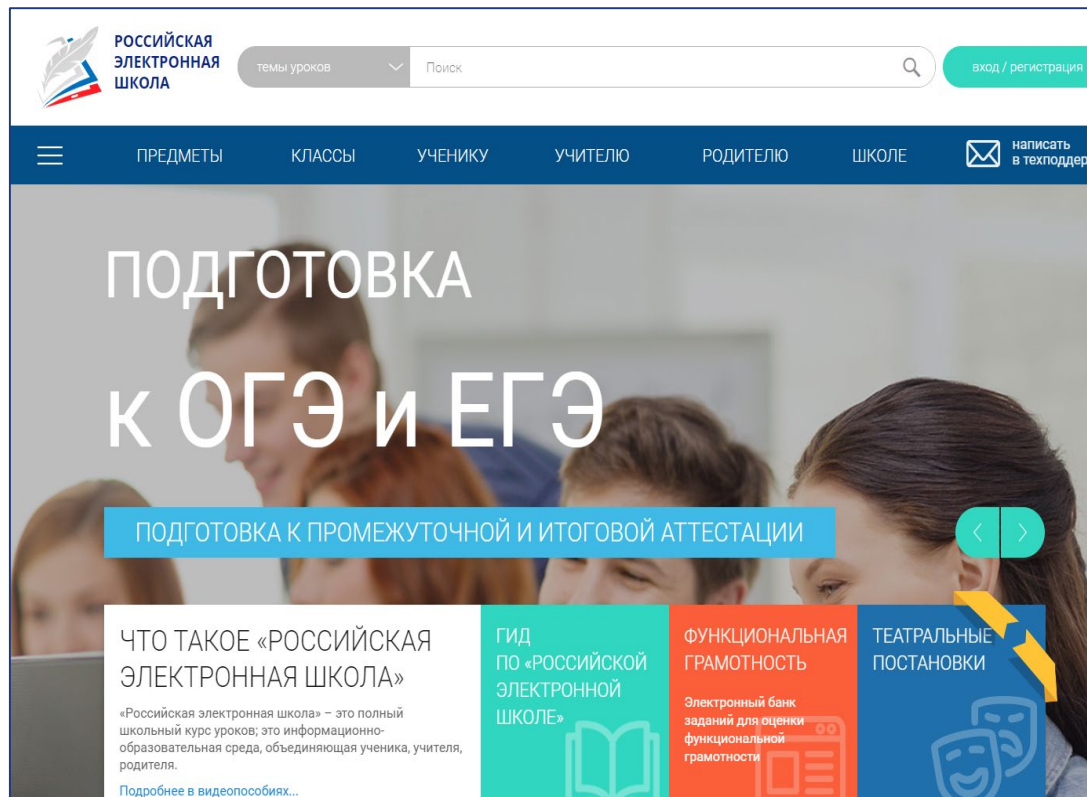 РОССИЙСКАЯ
ЭЛЕКТРОННАЯ
ШКОЛА
темы уроков
Поиск
вход / регистрация
ПРЕДМЕТЫ
КЛАССЫ
УЧЕНИКУ
УЧИТЕЛЮ
РОДИТЕЛЮ
ШКОЛЕ
написать
в техподдер
ПОДГОТОВКА
к ОГЭ и ЕГЭ
ПОДГОТОВКА К ПРОМЕЖУТОЧНОЙ И ИТОГОВОЙ АТТЕСТАЦИИ
ЧТО ТАКОЕ «РОССИЙСКАЯ
ЭЛЕКТРОННАЯ ШКОЛА»
«Российская электронная школа» – это полный
школьный курс уроков; это информационно-
образовательная среда, объединяющая ученика, учителя,
родителя.
Подробнее в видеопособиях...
ГИД
ПО «РОССИЙСКОЙ
ЭЛЕКТРОННОЙ
ШКОЛЕ»
ФУНКЦИОНАЛЬНАЯ
ГРАМОТНОСТЬ
Электронный банк
заданий для оценки
функциональной
грамотности
ТЕАТРАЛЬНЫЕ
ПОСТАНОВКИ